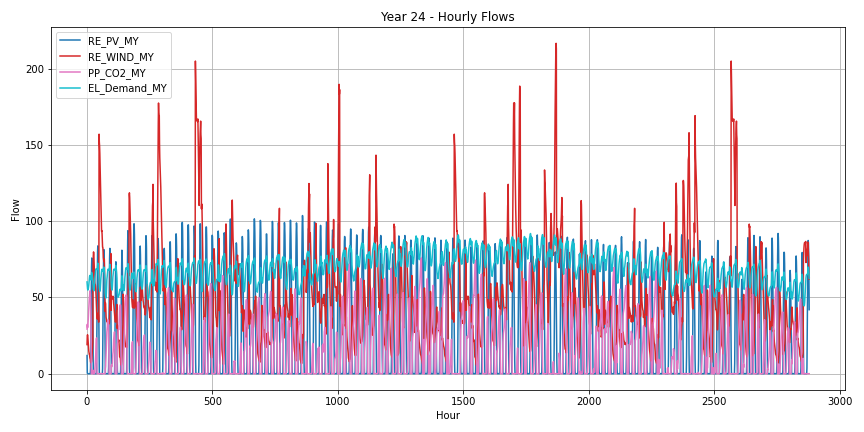 Year 24 - Hourly Flows
RE_PV_MY
RE_WIND_MY
PP_CO2_MY
EL_Demand_MY
Flow
200
150
100
50
0
0 500 1000 1500 2000 2500 3000
Hour